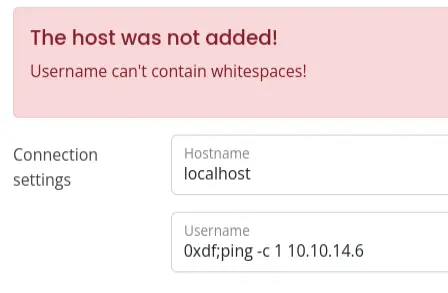 The host was not added!
Username can't contain whitespaces!
Connection
settings
Hostname
localhost
Username
0xdf;ping -c 1 10.10.14.6